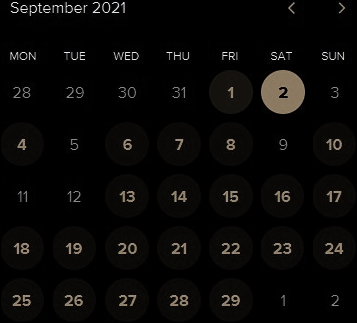 September 2021
MON TUE WED THU FRI SAT SUN
28 29 30 31 1 2 3
4 5 6 7 8 9 10
11 12 13 14 15 16 17
18 19 20 21 22 23 24
25 26 27 28 29 1 2